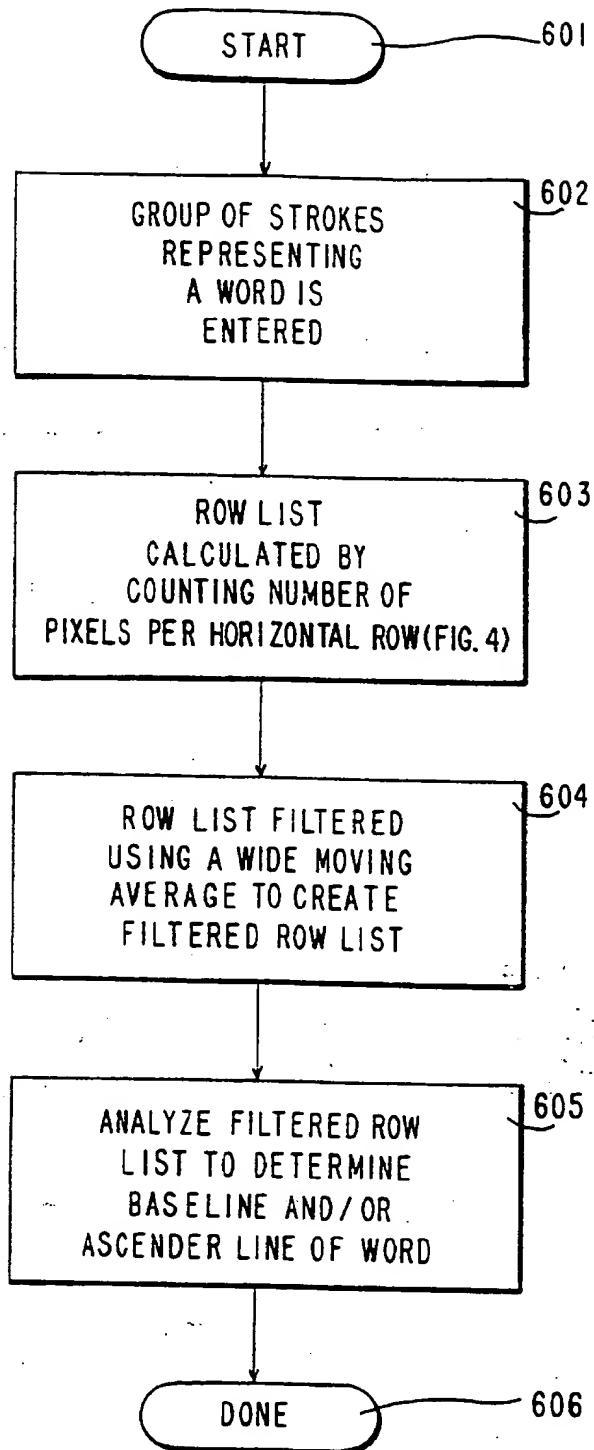 START
601
602
GROUP OF STROKES
REPRESENTING
A WORD IS
ENTERED
603
ROW LIST
CALCULATED BY
COUNTING NUMBER OF
PIXELS PER HORIZONTAL ROW(FIG.4)
604
ROW LIST FILTERED
USING A WIDE MOVING
AVERAGE TO CREATE
FILTERED ROW LIST
605
ANALYZE FILTERED ROW
LIST TO DETERMINE
BASELINE AND/OR
ASCENDER LINE OF WORD
DONE
606